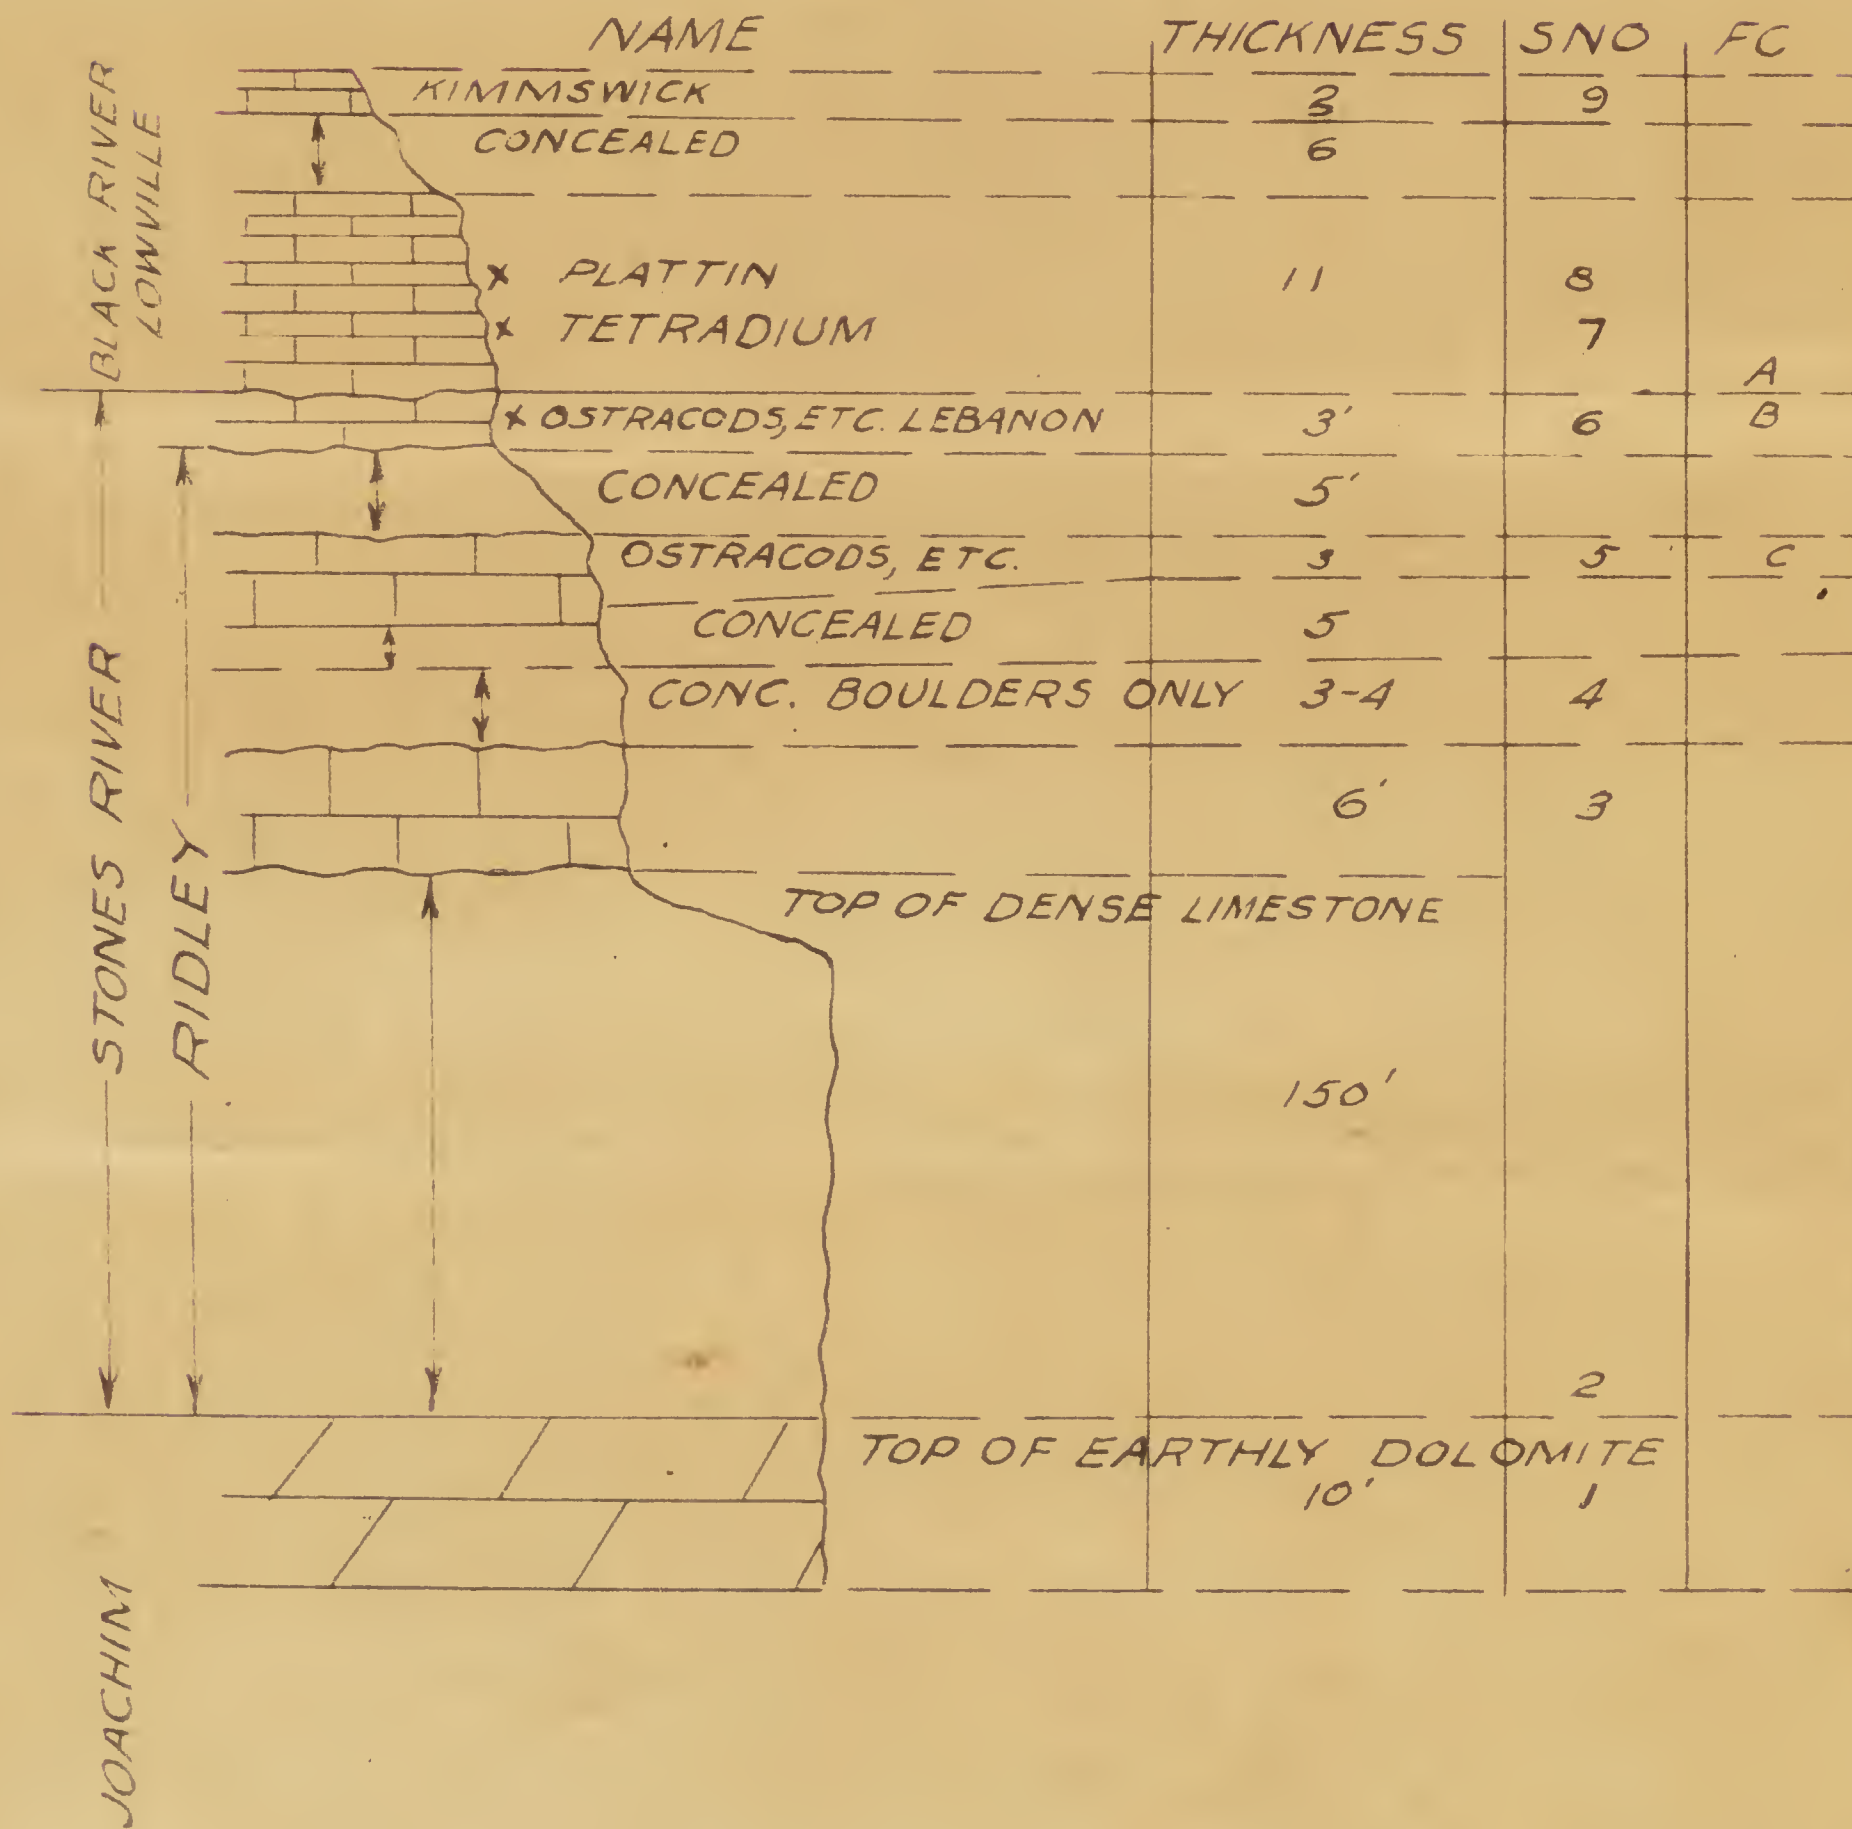 NAME THICKNESS SNO FC
KIMMSWICK 9
CONCEALED 6
x PLATTIN 11 8
x TETRADIUM 7
A
x OSTRACODS, ETC. LEBANON 3' 6 B
CONCEALED 5'
OSTRACODS, ETC. 3 5 C
CONCEALED 5
CONC. BOULDERS ONLY 3-4 4
6' 3
TOP OF DENSE LIMESTONE
150'
2
TOP OF EARTHLY DOLOMITE
10' 1
BLACK RIVER
LOWVILLE
STONES RIVER
RIDLEY
JOACHIM